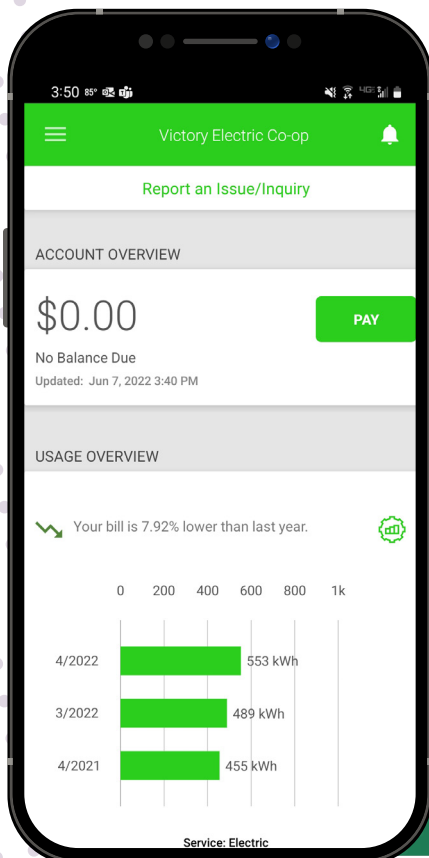 3:50 85°
4G
Victory Electric Co-op
Report an Issue/Inquiry
ACCOUNT OVERVIEW
$0.00
PAY
No Balance Due
Updated: Jun 7, 2022 3:40 PM
USAGE OVERVIEW
Your bill is 7.92% lower than last year.
0 200 400 600 800 1k
4/2022 553 kWh
3/2022 489 kWh
4/2021 455 kWh
Service: Electric